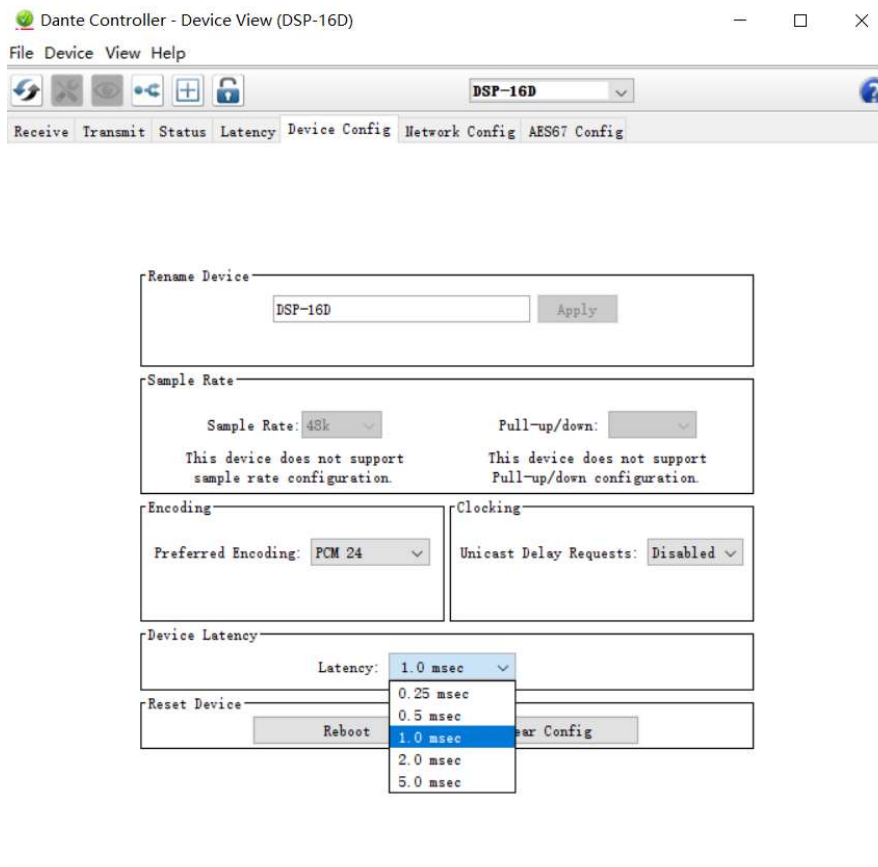 Dante Controller - Device View (DSP-16D)
File Device View Help
DSP-16D
Receive Transmit Status Latency Device Config Network Config AES67 Config
Rename Device
DSP-16D Apply
Sample Rate
Sample Rate: 48k Pull-up/down:
This device does not support This device does not support
sample rate configuration. Pull-up/down configuration.
Encoding Clocking
Preferred Encoding: PCM 24 Unicast Delay Requests: Disabled
Device Latency
Latency: 1.0 msec
0.25 msec
Reset Device
0.5 msec
Reboot 1.0 msec ear Config
2.0 msec
5.0 msec